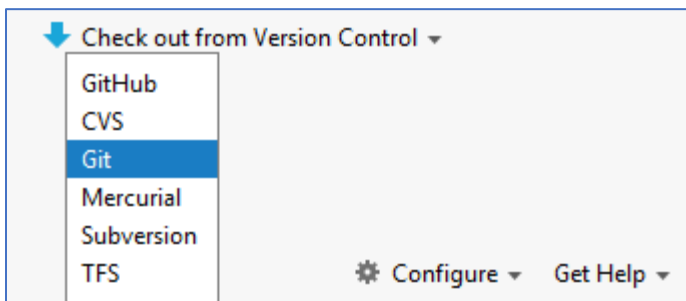 Check out from Version Control
GitHub
CVS
Git
Mercurial
Subversion
TFS
Configure
Get Help